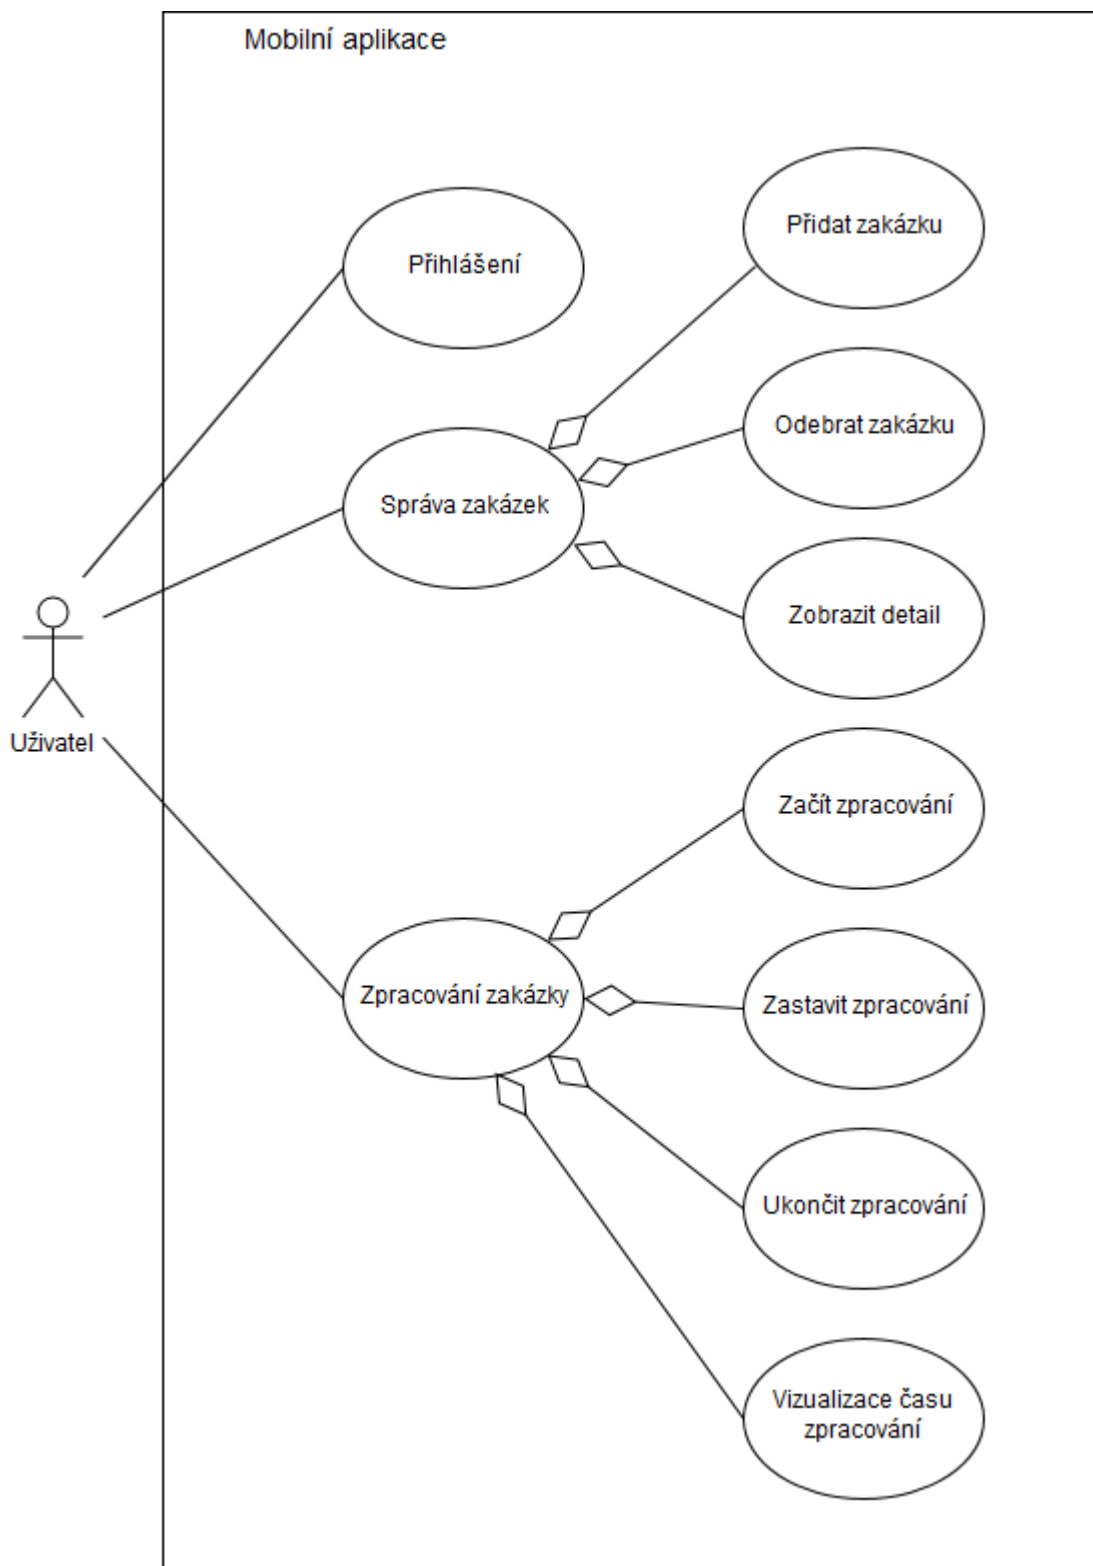 Mobilní aplikace
Přidat zakázku
Přihlášení
Odebrat zakázku
Správa zakázek
Zobrazit detail
Uživatel
Začít zpracování
Zpracování zakázky
Zastavit zpracování
Ukončit zpracování
Vizualizace času
zpracování